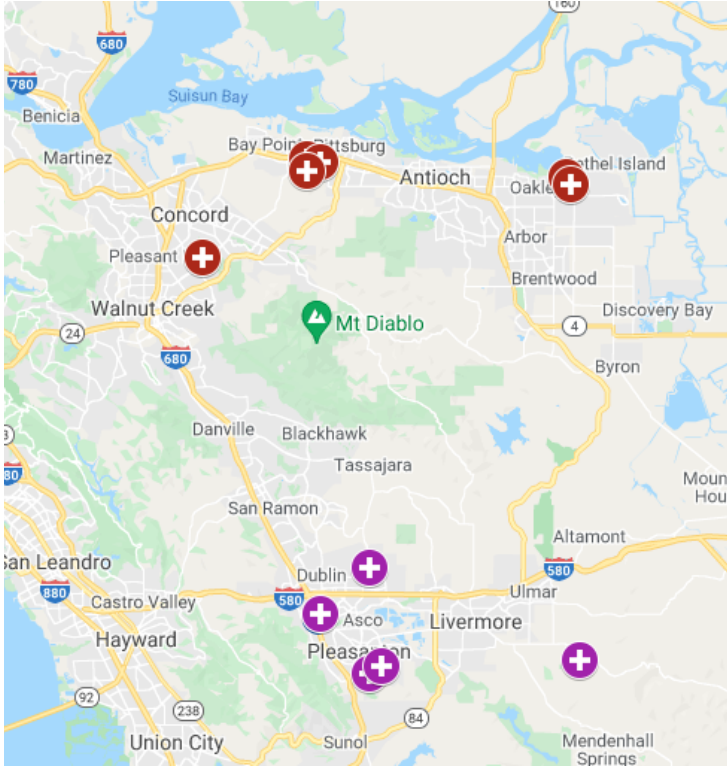 160
680
780
Suisun Bay
Benicia
Bay Point Pittsburg
Martinez
Bethel Island
Antioch
Oakley
Concord
Arbor
Pleasant
Brentwood
Walnut Creek
Discovery Bay
Mt Diablo
24
4
680
Byron
Danville
Blackhawk
Tassajara
80
Moun
Hou
San Ramon
Altamont
San Leandro
Dublin
580
880
580
Ulmar
Castro Valley
Asco
Livermore
Hayward
Pleasanton
92
238
84
Union City
Sunol
Mendenhall
Springs